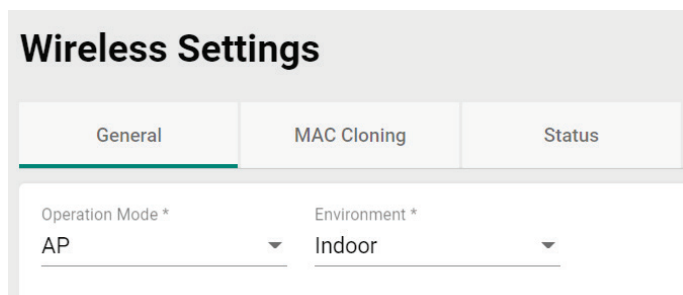 Wireless Settings
General MAC Cloning Status
Operation Mode * Environment *
AP Indoor